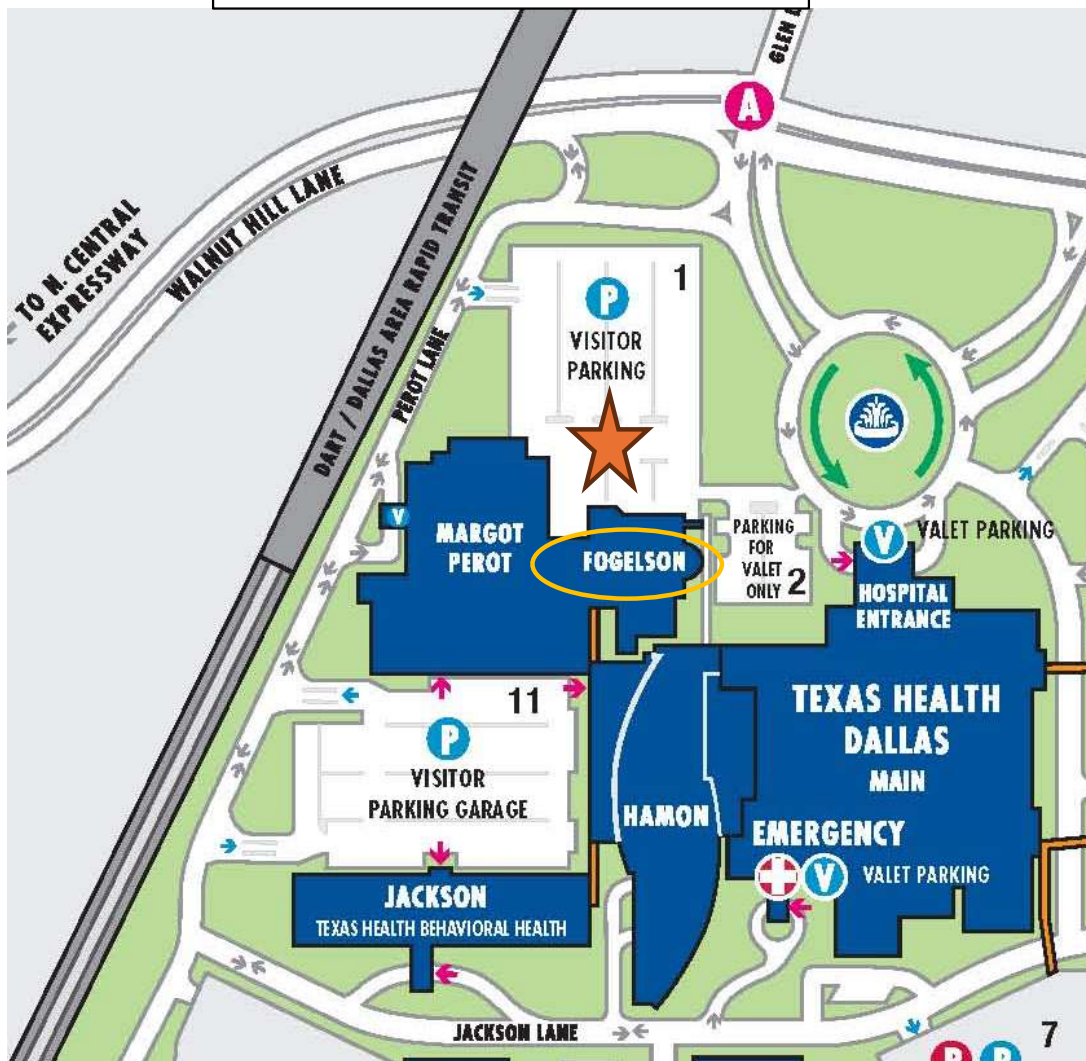 GLEN
A
TO N. CENTRAL
EXPRESSWAY
WALNUT HILL LANE
DART / DALLAS AREA RAPID TRANSIT
PEROT LANE
1
P
VISITOR
PARKING
V
MARGOT
PEROT
FOGELSON
PARKING
FOR
VALET
ONLY 2
V VALET PARKING
HOSPITAL
ENTRANCE
11
P
VISITOR
PARKING GARAGE
TEXAS HEALTH
DALLAS
MAIN
HAMON
EMERGENCY
V VALET PARKING
JACKSON
TEXAS HEALTH BEHAVIORAL HEALTH
JACKSON LANE
7
P P